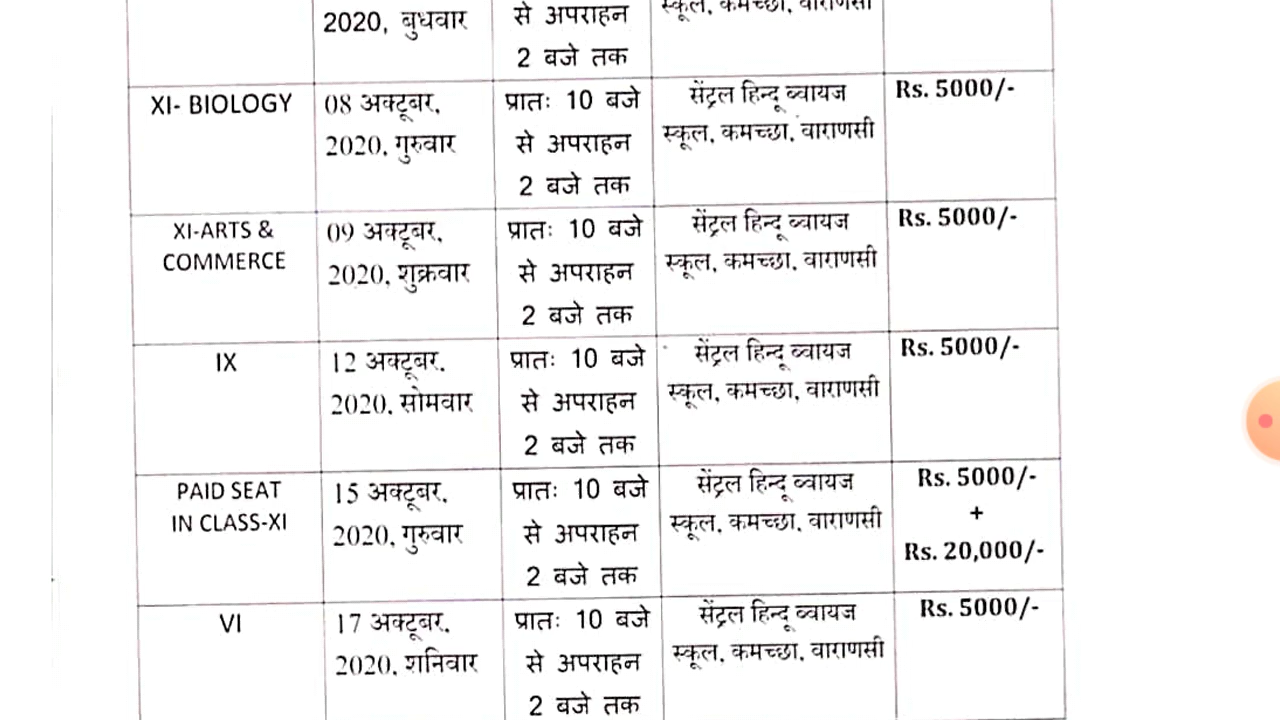 2020, बुधवार
से अपराहन
2 बजे तक
स्कूल, कमच्छा, वाराणसी
XI- BIOLOGY
08 अक्टूबर,
2020, गुरुवार
प्रातः 10 बजे
से अपराहन
2 बजे तक
सेंट्रल हिन्दू ब्वायज
स्कूल, कमच्छा, वाराणसी
Rs. 5000/-
XI-ARTS &
COMMERCE
09 अक्टूबर,
2020, शुक्रवार
प्रातः 10 बजे
से अपराहन
2 बजे तक
सेंट्रल हिन्दू ब्वायज
स्कूल, कमच्छा, वाराणसी
Rs. 5000/-
IX
12 अक्टूबर,
2020, सोमवार
प्रातः 10 बजे
से अपराहन
2 बजे तक
सेंट्रल हिन्दू ब्वायज
स्कूल, कमच्छा, वाराणसी
Rs. 5000/-
PAID SEAT
IN CLASS-XI
15 अक्टूबर,
2020, गुरुवार
प्रातः 10 बजे
से अपराहन
2 बजे तक
सेंट्रल हिन्दू ब्वायज
स्कूल, कमच्छा, वाराणसी
Rs. 5000/-
+
Rs. 20,000/-
VI
17 अक्टूबर,
2020, शनिवार
प्रातः 10 बजे
से अपराहन
2 बजे तक
सेंट्रल हिन्दू ब्वायज
स्कूल, कमच्छा, वाराणसी
Rs. 5000/-